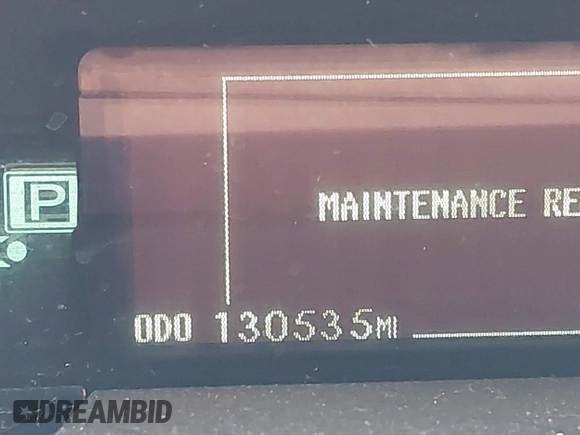 P
MAINTENANCE RE
ODO 130535MI
DREAMBID